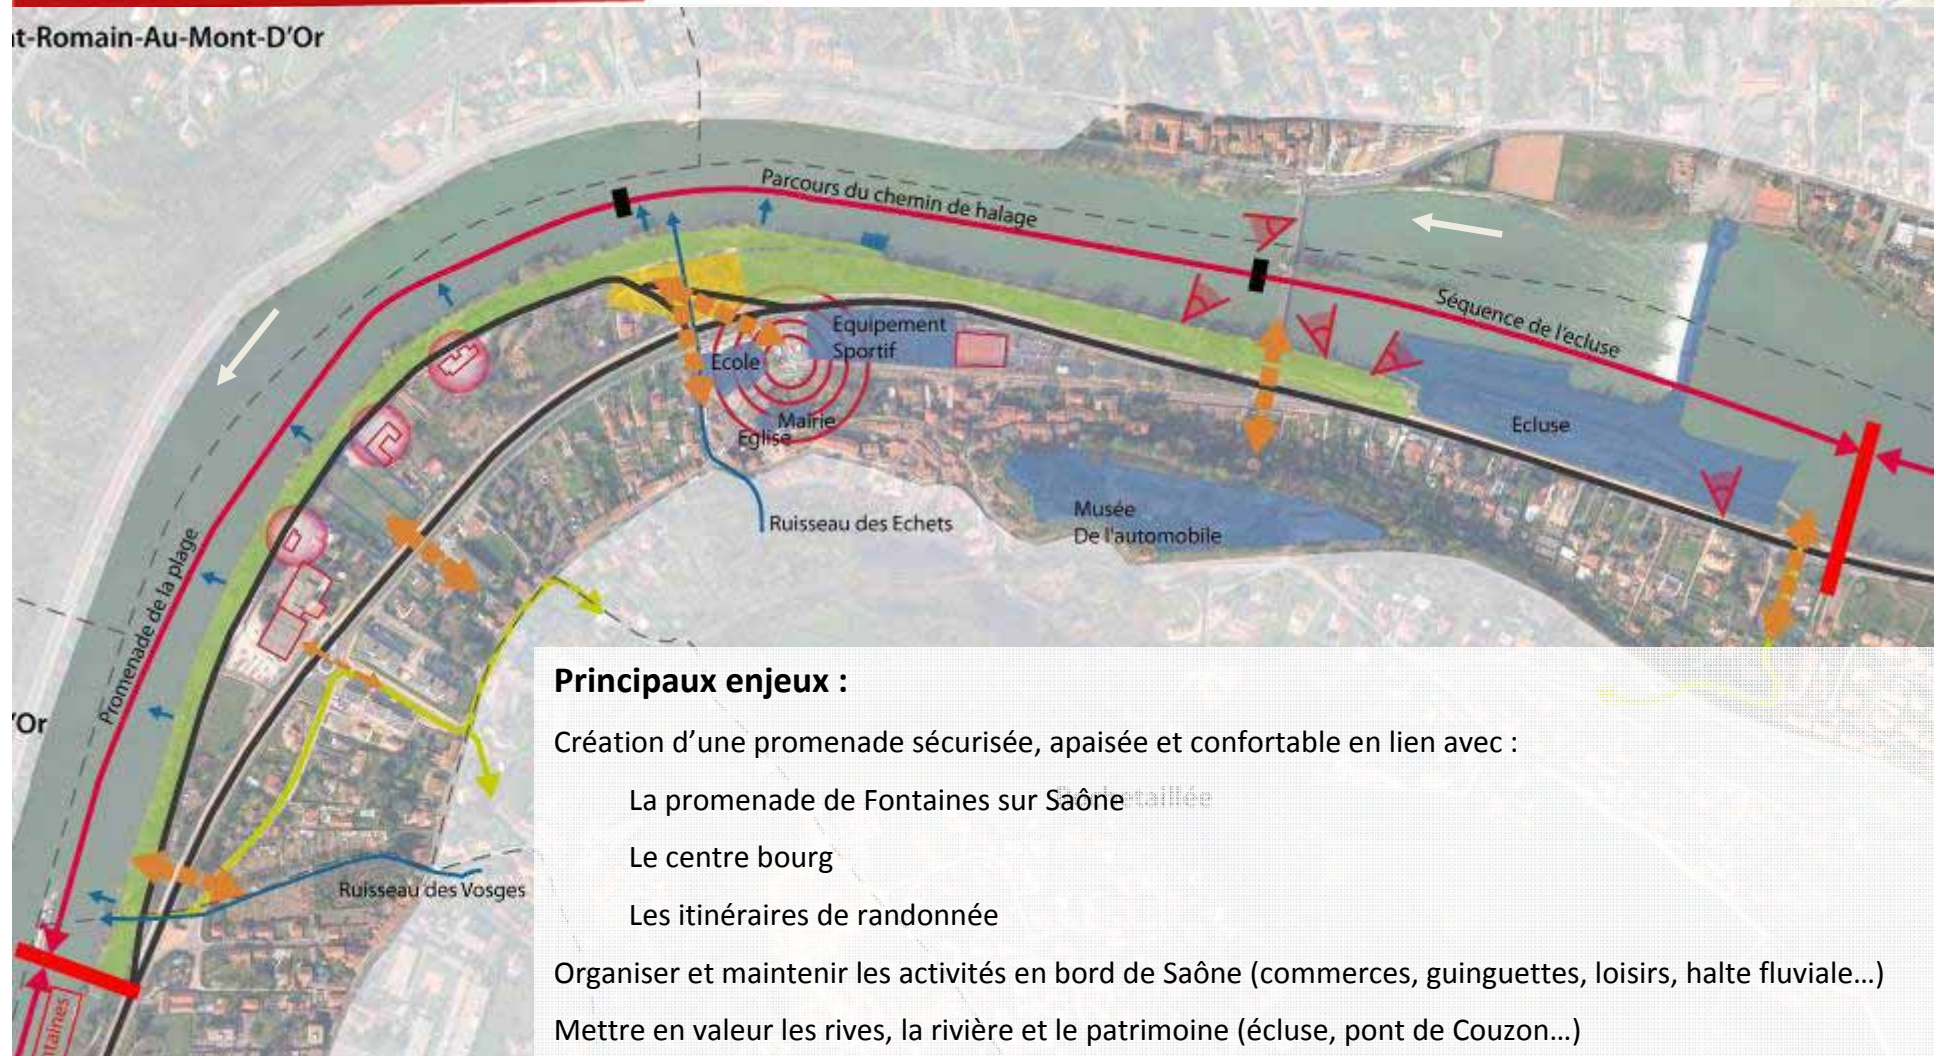 t-Romain-Au-Mont-D'Or
Parcours du chemin de halage
Séquence de l'ecluse
Equipement
Sportif
Ecole
Mairie
Eglise
Ecluse
Musée
De l'automobile
Ruisseau des Echets
Promenade de la plage
'Or
Ruisseau des Vosges
taines
Principaux enjeux :
Création d’une promenade sécurisée, apaisée et confortable en lien avec :
La promenade de Fontaines sur Saône
Le centre bourg
Les itinéraires de randonnée
Organiser et maintenir les activités en bord de Saône (commerces, guinguettes, loisirs, halte fluviale…)
Mettre en valeur les rives, la rivière et le patrimoine (écluse, pont de Couzon…)